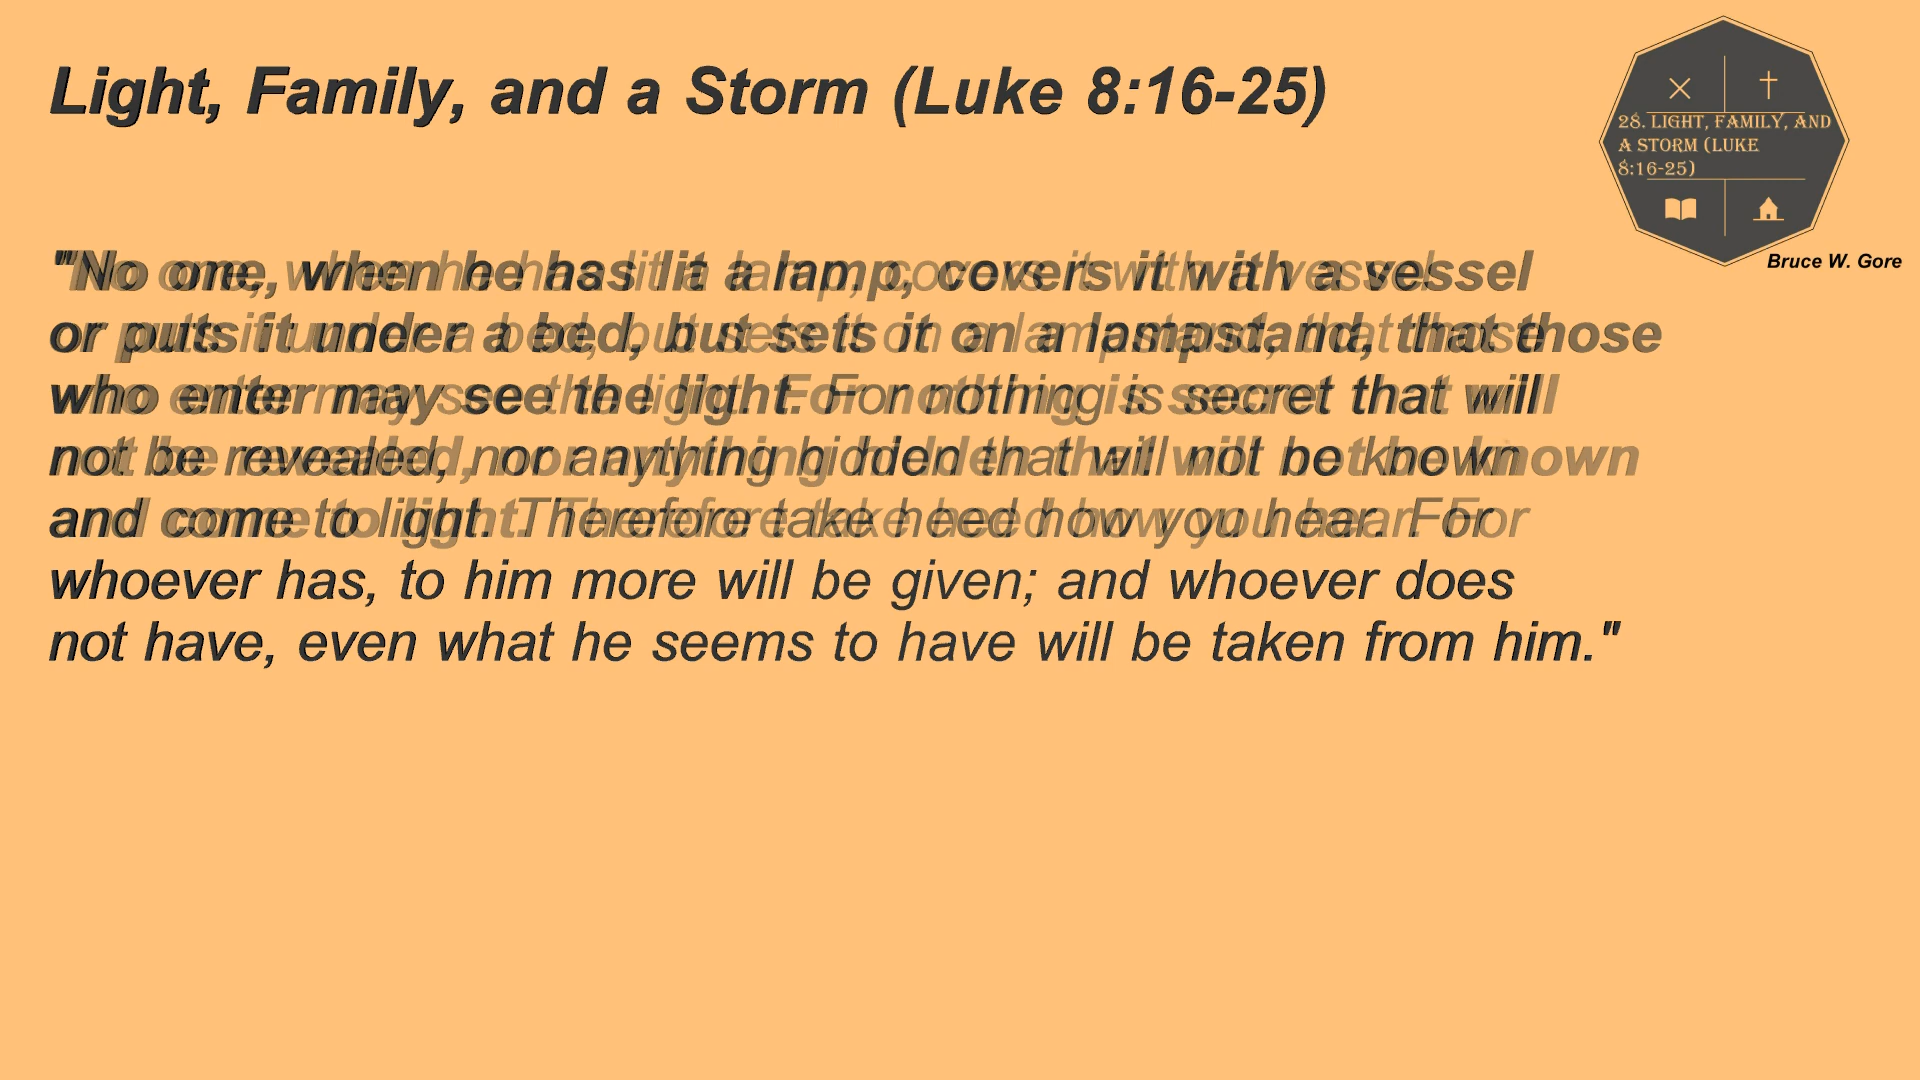 Light, Family, and a Storm (Luke 8:16-25)
28. LIGHT, FAMILY, AND
A STORM (LUKE
8:16-25)
Bruce W. Gore
"No one, when he has lit a lamp, covers it with a vessel
or puts it under a bed, but sets it on a lampstand, that those
who enter may see the light. For nothing is secret that will
not be revealed, nor anything hidden that will not be known
and come to light. Therefore take heed how you hear. For
whoever has, to him more will be given; and whoever does
not have, even what he seems to have will be taken from him."